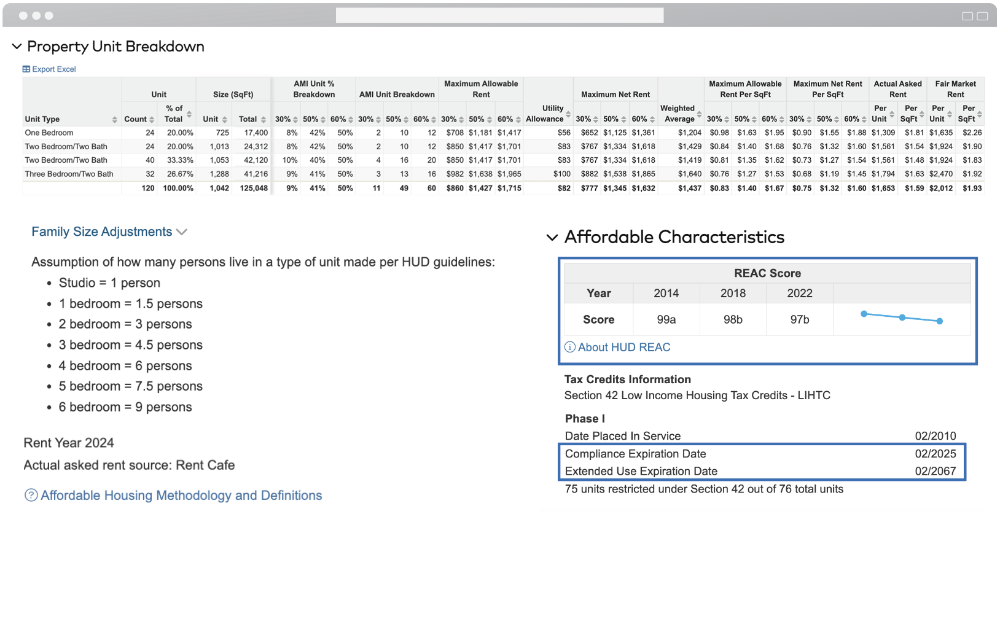 Property Unit Breakdown
Export Excel
Unit Type Unit Size (SqFt) AMI Unit % Breakdown AMI Unit Breakdown Maximum Allowable Rent Utility Allowance Maximum Net Rent Weighted Average Maximum Allowable Rent Per SqFt Maximum Net Rent Per SqFt Actual Asked Rent Fair Market Rent
Count % of Total Unit Total 30% 50% 60% 30% 50% 60% 30% 50% 60% 30% 50% 60% 30% 50% 60% 30% 50% 60% Per Unit Per SqFt Per Unit Per SqFt
One Bedroom 24 20.00% 725 17,400 8% 42% 50% 2 10 12 $708 $1,181 $1,417 $56 $652 $1,125 $1,361 $1,204 $0.98 $1.63 $1.95 $0.90 $1.55 $1.88 $1,309 $1.81 $1,635 $2.26
Two Bedroom/Two Bath 24 20.00% 1,013 24,312 8% 42% 50% 2 10 12 $850 $1,417 $1,701 $83 $767 $1,334 $1,618 $1,429 $0.84 $1.40 $1.68 $0.76 $1.32 $1.60 $1,561 $1.54 $1,924 $1.90
Two Bedroom/Two Bath 40 33.33% 1,053 42,120 10% 40% 50% 4 16 20 $850 $1,417 $1,701 $83 $767 $1,334 $1,618 $1,419 $0.81 $1.35 $1.62 $0.73 $1.27 $1.54 $1,561 $1.48 $1,924 $1.83
Three Bedroom/Two Bath 32 26.67% 1,288 41,216 9% 41% 50% 3 13 16 $982 $1,638 $1,965 $100 $882 $1,538 $1,865 $1,640 $0.76 $1.27 $1.53 $0.68 $1.19 $1.45 $1,794 $1.63 $2,470 $1.92
120 100.00% 1,042 125,048 9% 41% 50% 11 49 60 $860 $1,427 $1,715 $82 $777 $1,345 $1,632 $1,437 $0.83 $1.40 $1.67 $0.75 $1.32 $1.60 $1,653 $1.59 $2,012 $1.93
Family Size Adjustments
Assumption of how many persons live in a type of unit made per HUD guidelines:
• Studio = 1 person
• 1 bedroom = 1.5 persons
• 2 bedroom = 3 persons
• 3 bedroom = 4.5 persons
• 4 bedroom = 6 persons
• 5 bedroom = 7.5 persons
• 6 bedroom = 9 persons
Rent Year 2024
Actual asked rent source: Rent Cafe
Affordable Housing Methodology and Definitions
Affordable Characteristics
REAC Score
Year 2014 2018 2022
Score 99a 98b 97b
About HUD REAC
Tax Credits Information
Section 42 Low Income Housing Tax Credits - LIHTC
Phase I
Date Placed In Service 02/2010
Compliance Expiration Date 02/2025
Extended Use Expiration Date 02/2067
75 units restricted under Section 42 out of 76 total units